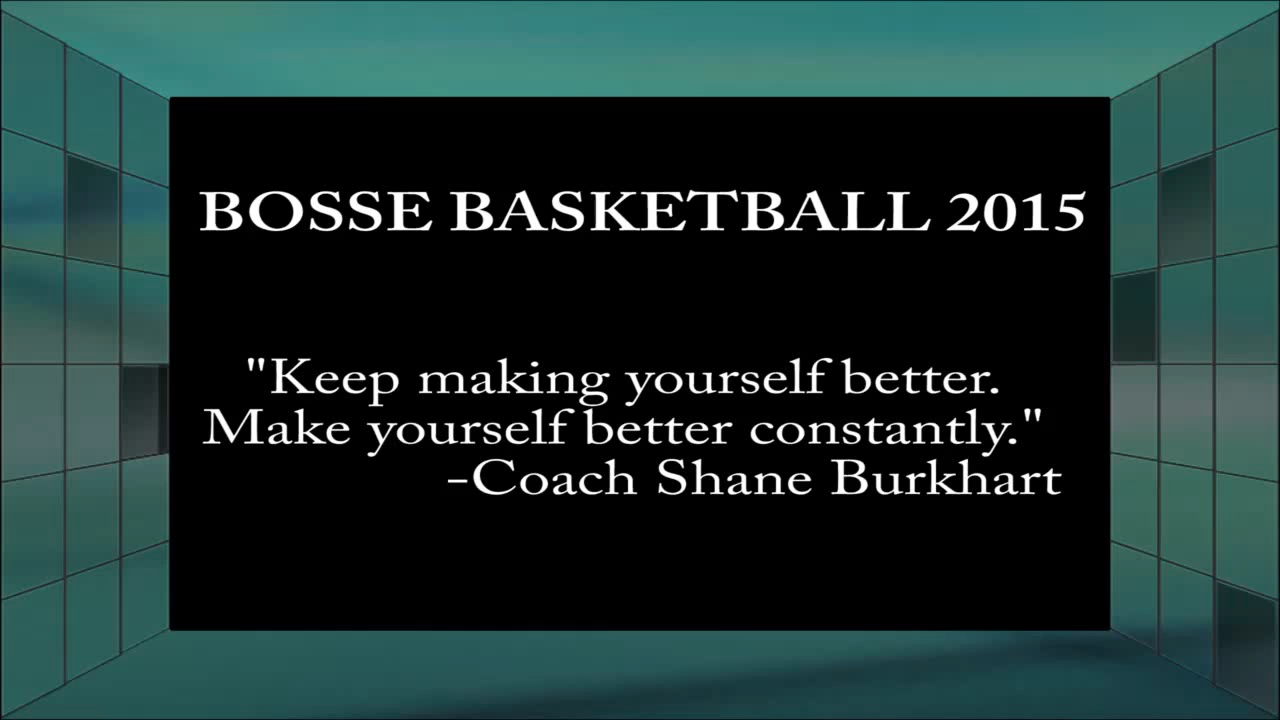 BOSSE BASKETBALL 2015
"Keep making yourself better.
Make yourself better constantly."
-Coach Shane Burkhart